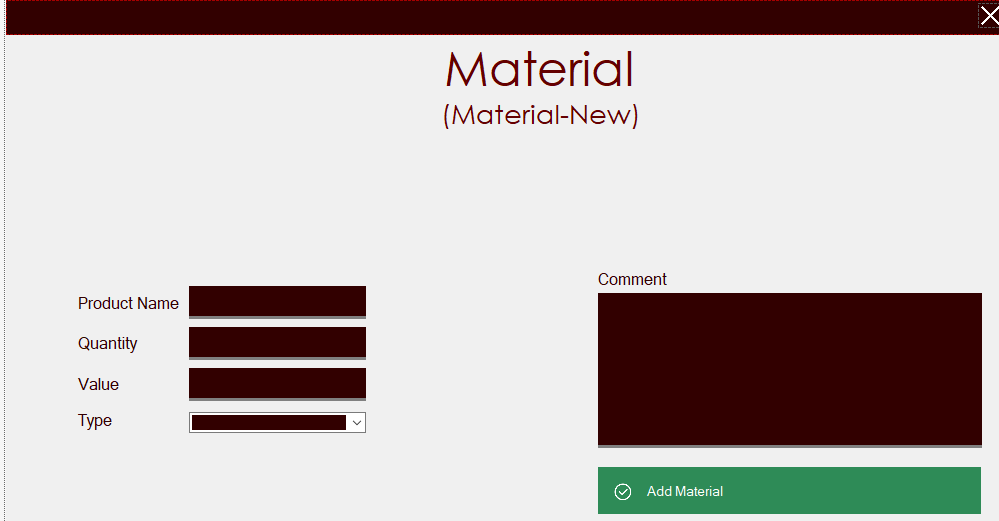 Material
(Material-New)
Product Name
Quantity
Value
Type
Comment
Add Material